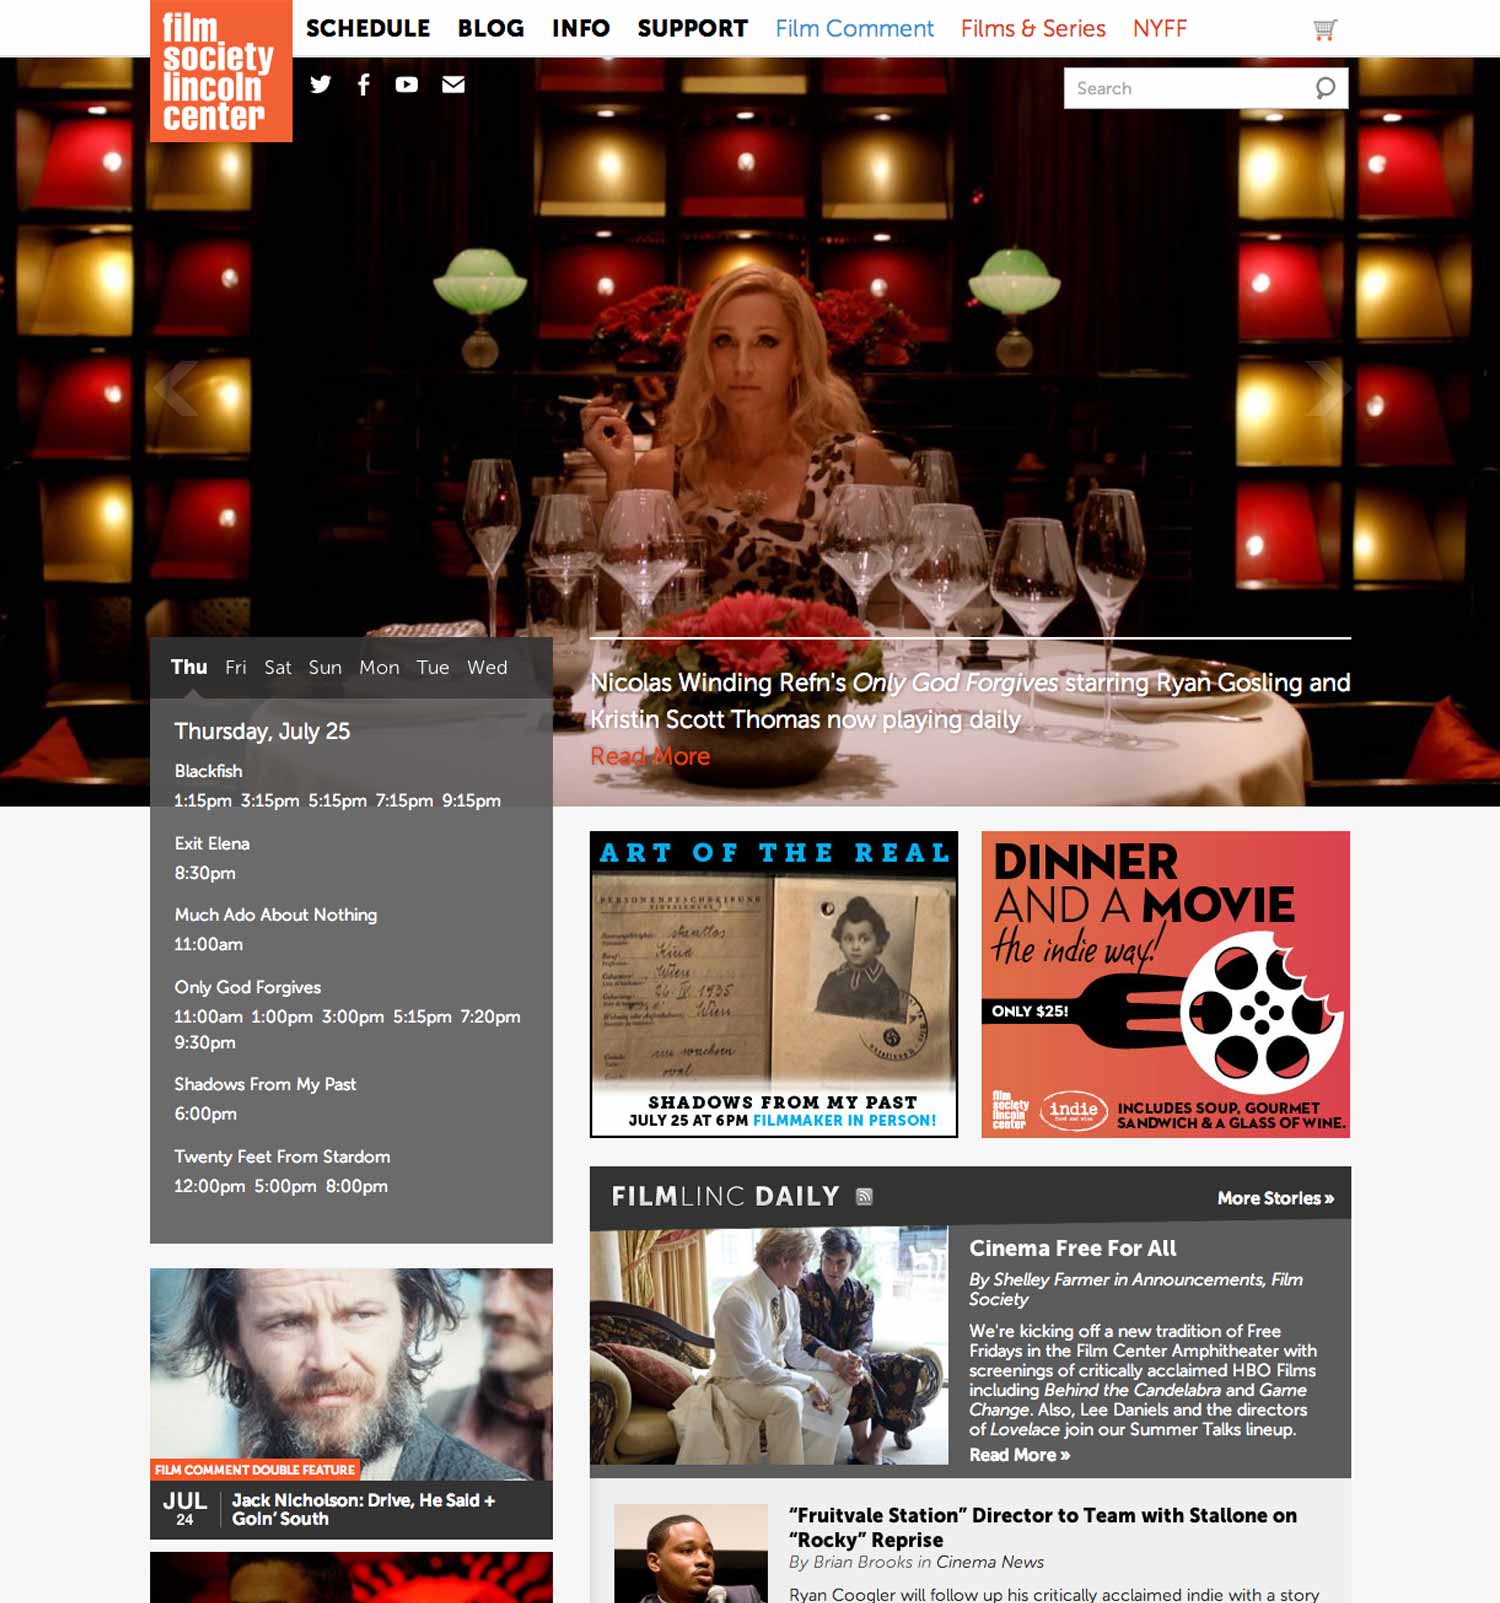 film
society
lincoln
center
SCHEDULE BLOG INFO SUPPORT Film Comment Films & Series NYFF
Search
Thu Fri Sat Sun Mon Tue Wed
Thursday, July 25
Blackfish
1:15pm 3:15pm 5:15pm 7:15pm 9:15pm
Exit Elena
8:30pm
Much Ado About Nothing
11:00am
Only God Forgives
11:00am 1:00pm 3:00pm 5:15pm 7:20pm
9:30pm
Shadows From My Past
6:00pm
Twenty Feet From Stardom
12:00pm 5:00pm 8:00pm
Nicolas Winding Refn's Only God Forgives starring Ryan Gosling and
Kristin Scott Thomas now playing daily
Read More
ART OF THE REAL
PERSONENBESCHREIBUNG
Kind
Wien
1935
Wien
oval
SHADOWS FROM MY PAST
JULY 25 AT 6PM FILMMAKER IN PERSON!
DINNER
AND A MOVIE
the indie way!
ONLY $25!
film
society
lincoln
center
indie
food and wine
INCLUDES SOUP, GOURMET
SANDWICH & A GLASS OF WINE.
FILM COMMENT DOUBLE FEATURE
JUL
24
Jack Nicholson: Drive, He Said +
Goin' South
FILMLINC DAILY
More Stories »
Cinema Free For All
By Shelley Farmer in Announcements, Film
Society
We're kicking off a new tradition of Free
Fridays in the Film Center Amphitheater with
screenings of critically acclaimed HBO Films
including Behind the Candelabra and Game
Change. Also, Lee Daniels and the directors
of Lovelace join our Summer Talks lineup.
Read More »
“Fruitvale Station” Director to Team with Stallone on
“Rocky” Reprise
By Brian Brooks in Cinema News
Ryan Coogler will follow up his critically acclaimed indie with a story